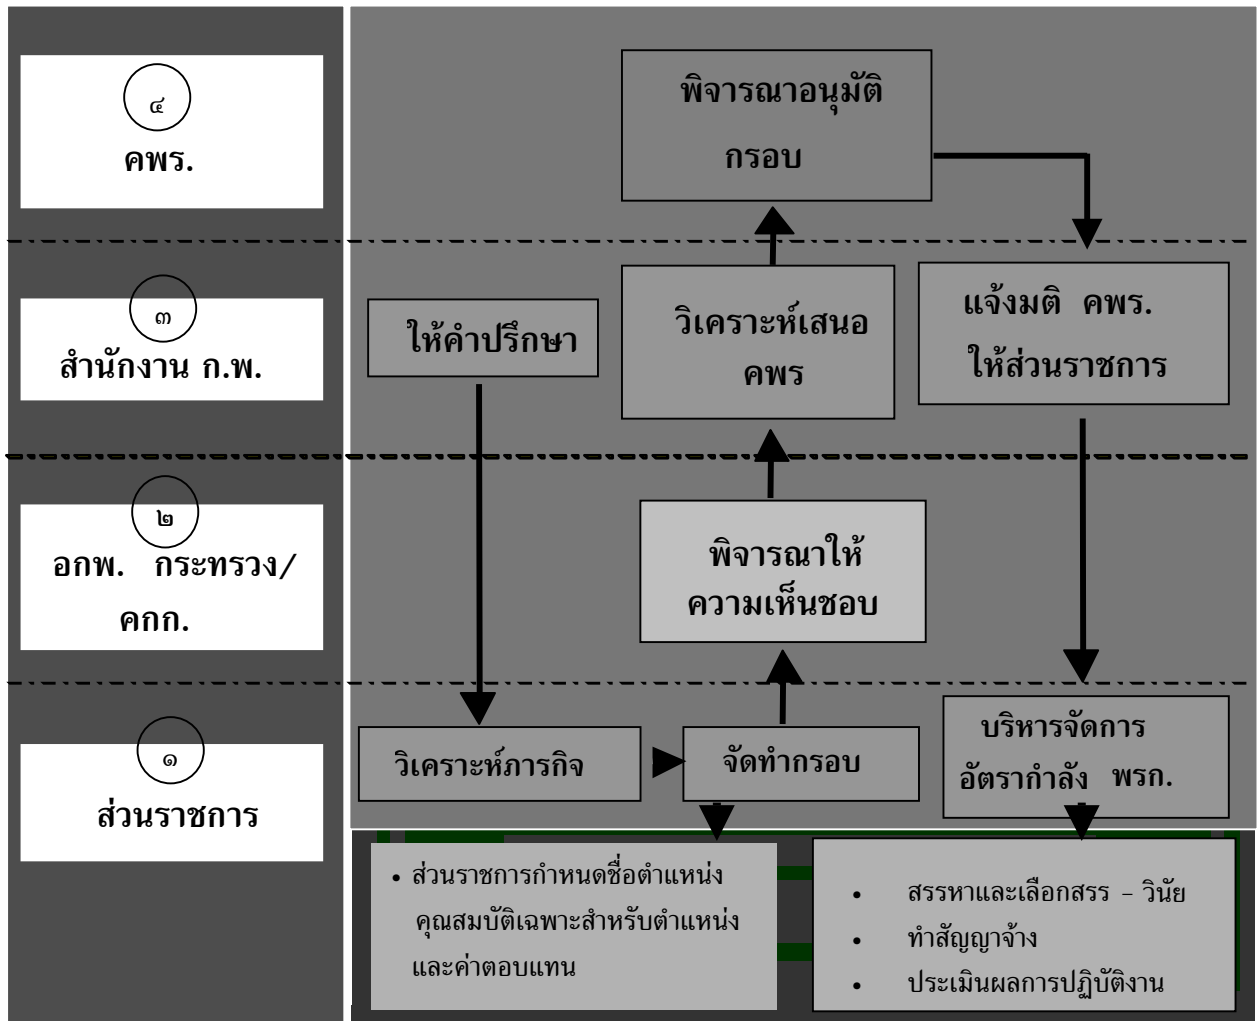 ๔
คพร.
พิจารณาอนุมัติ
กรอบ
๓
สำนักงาน ก.พ.
ให้คำปรึกษา
วิเคราะห์เสนอ
คพร
แจ้งมติ คพร.
ให้ส่วนราชการ
๒
อกพ. กระทรวง/
คกก.
พิจารณาให้
ความเห็นชอบ
๑
ส่วนราชการ
วิเคราะห์ภารกิจ
จัดทำกรอบ
บริหารจัดการ
อัตรากำลัง พรก.
• ส่วนราชการกำหนดชื่อตำแหน่ง
คุณสมบัติเฉพาะสำหรับตำแหน่ง
และค่าตอบแทน
• สรรหาและเลือกสรร – วินัย
• ทำสัญญาจ้าง
• ประเมินผลการปฏิบัติงาน